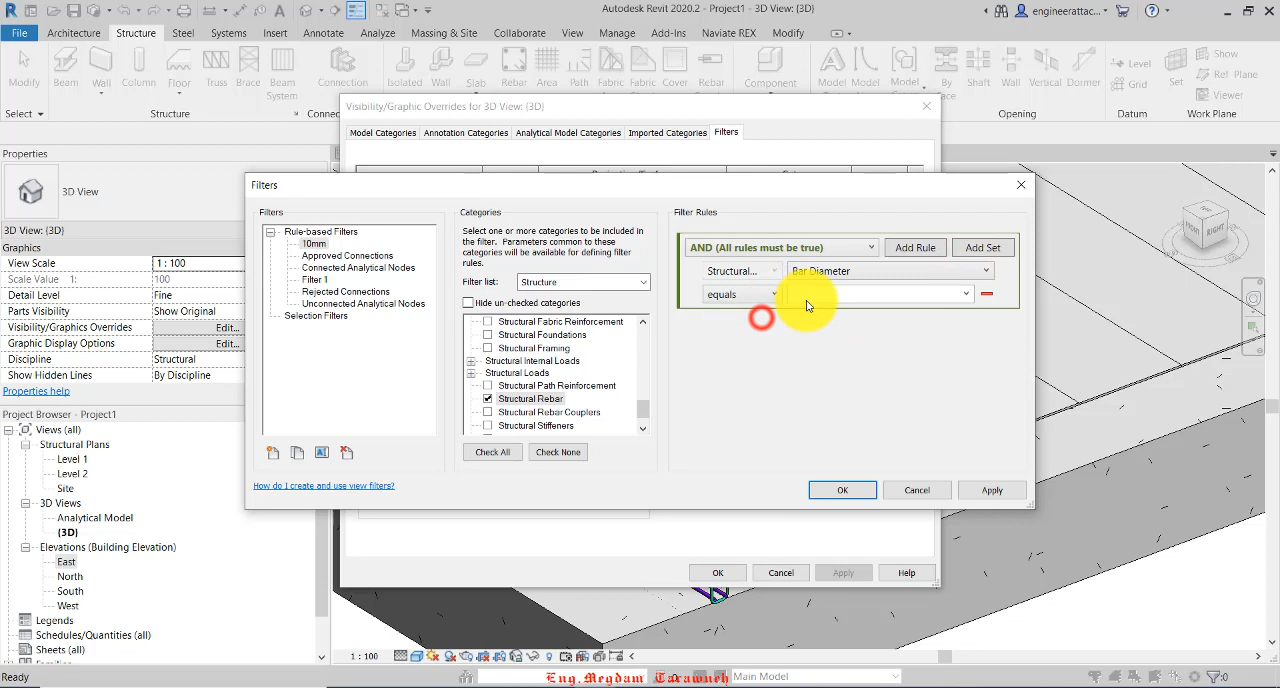 Autodesk Revit 2020.2 - Project1 - 3D View: {3D}
engineerattac...
File Architecture Structure Steel Systems Insert Annotate Analyze Massing & Site Collaborate View Manage Add-Ins Naviate REX Modify
Modify Beam Wall Column Floor Truss Brace Beam System Connection Isolated Wall Slab Rebar Area Path Fabric Fabric Cover Rebar Component Model Model Model By Shaft Wall Vertical Dormer Level Grid Set Show Ref Plane Viewer
Select Structure Opening Datum Work Plane
Visibility/Graphic Overrides for 3D View: {3D}
Model Categories Annotation Categories Analytical Model Categories Imported Categories Filters
Properties
3D View
3D View: {3D}
Graphics
View Scale 1 : 100
Scale Value 1: 100
Detail Level Fine
Parts Visibility Show Original
Visibility/Graphics Overrides Edit...
Graphic Display Options Edit...
Discipline Structural
Show Hidden Lines By Discipline
Properties help
Project Browser - Project1
Views (all)
Structural Plans
Level 1
Level 2
Site
3D Views
Analytical Model
{3D}
Elevations (Building Elevation)
East
North
South
West
Legends
Schedules/Quantities (all)
Sheets (all)
Filters
Filters
Rule-based Filters
10mm
Approved Connections
Connected Analytical Nodes
Filter 1
Rejected Connections
Unconnected Analytical Nodes
Selection Filters
How do I create and use view filters?
Categories
Select one or more categories to be included
in the filter. Parameters common to these
categories will be available for defining filter
rules.
Filter list: Structure
Hide un-checked categories
Structural Fabric Reinforcement
Structural Foundations
Structural Framing
Structural Internal Loads
Structural Loads
Structural Path Reinforcement
Structural Rebar
Structural Rebar Couplers
Structural Stiffeners
Check All Check None
Filter Rules
AND (All rules must be true) Add Rule Add Set
Structural... Bar Diameter
equals
OK Cancel Apply
OK Cancel Apply Help
FRONT RIGHT
1 : 100
Ready
Eng.Megdam Tarawneh
Main Model
:0